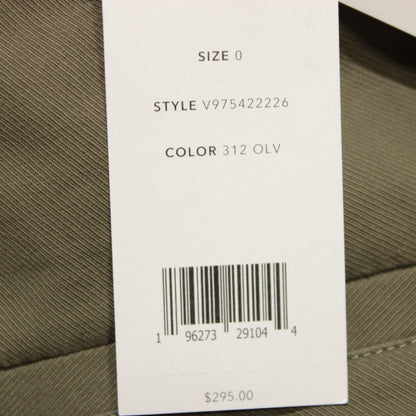 SIZE 0
STYLE V975422226
COLOR 312 OLV
1 96273 29104 4
$295.00